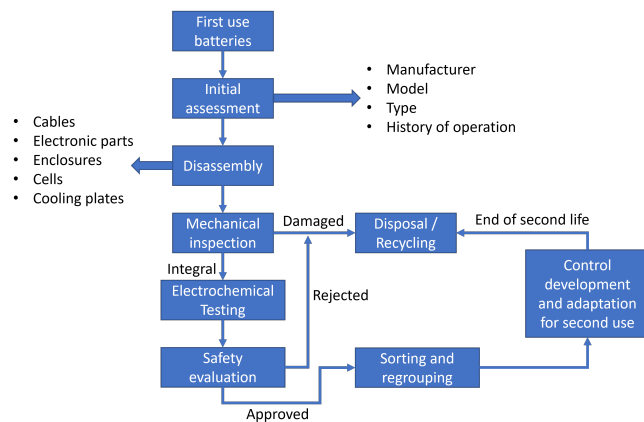 First use
batteries
Initial
assessment
• Manufacturer
• Model
• Type
• History of operation
• Cables
• Electronic parts
• Enclosures
• Cells
• Cooling plates
Disassembly
Mechanical
inspection
Damaged
Disposal /
Recycling
End of second life
Integral
Electrochemical
Testing
Rejected
Control
development
and adaptation
for second use
Safety
evaluation
Approved
Sorting and
regrouping